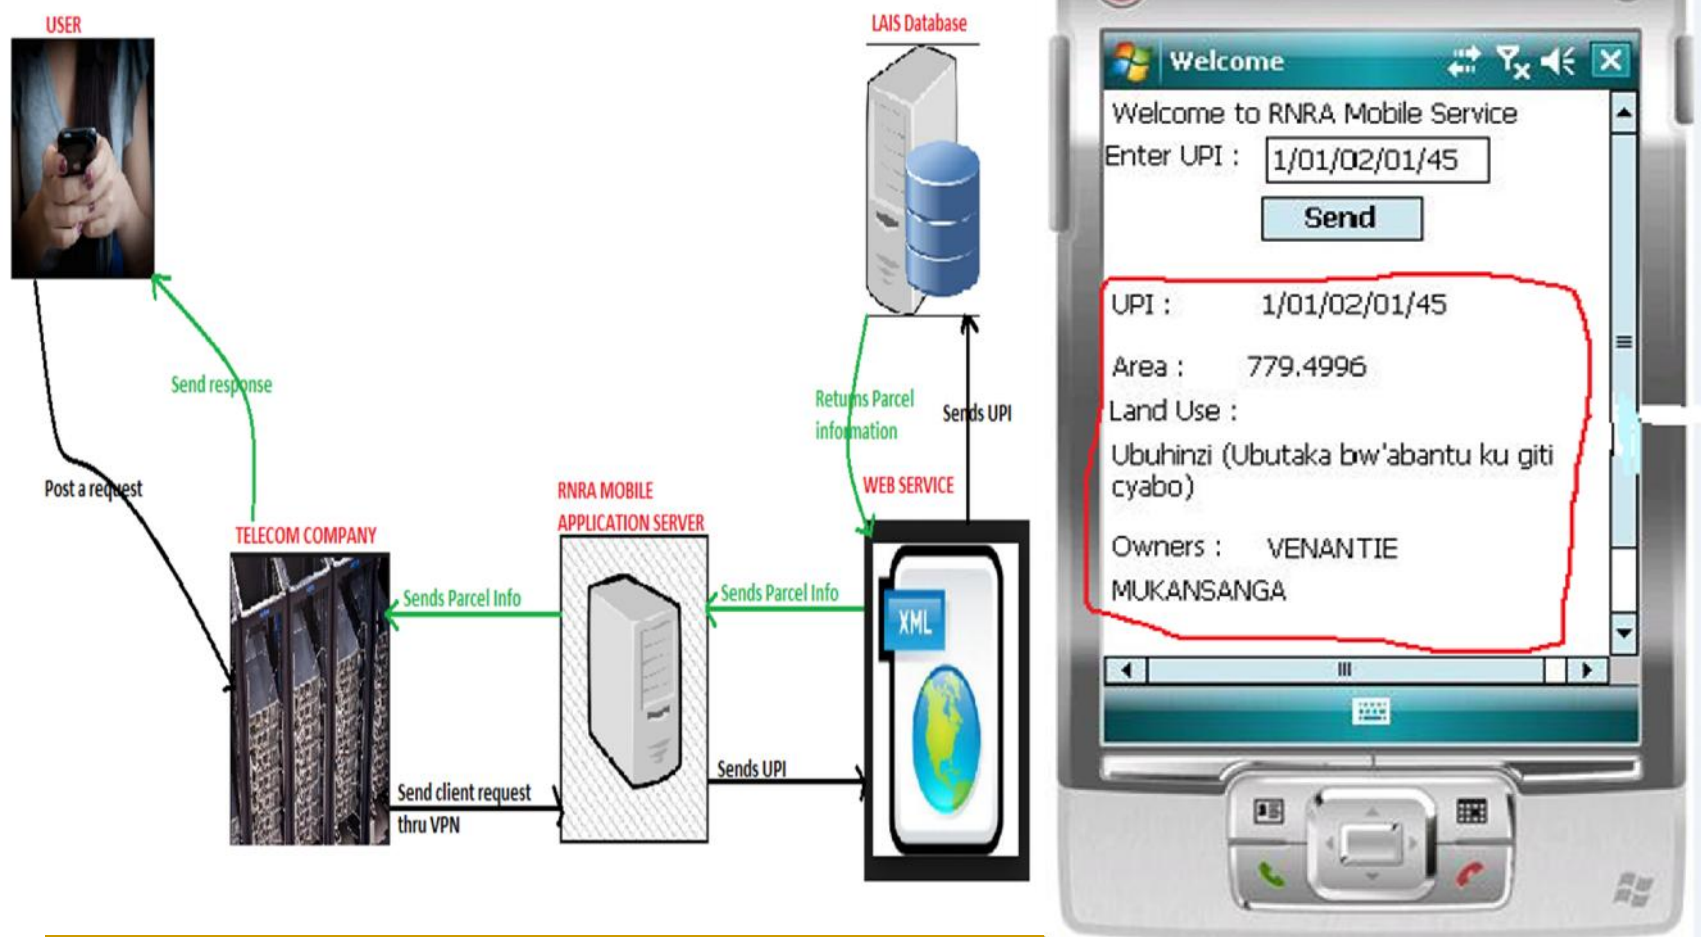 USER
LAIS Database
Send response
Returns Parcel
information
Sends UPI
Post a request
TELECOM COMPANY
RNRA MOBILE
APPLICATION SERVER
WEB SERVICE
Sends Parcel Info
Sends Parcel Info
XML
Send client request
thru VPN
Sends UPI
Welcome
Welcome to RNRA Mobile Service
Enter UPI :
1/01/02/01/45
Send
UPI : 1/01/02/01/45
Area : 779.4996
Land Use :
Ubuhinzi (Ubutaka bw'abantu ku giti
cyabo)
Owners : VENANTIE
MUKANSANGA